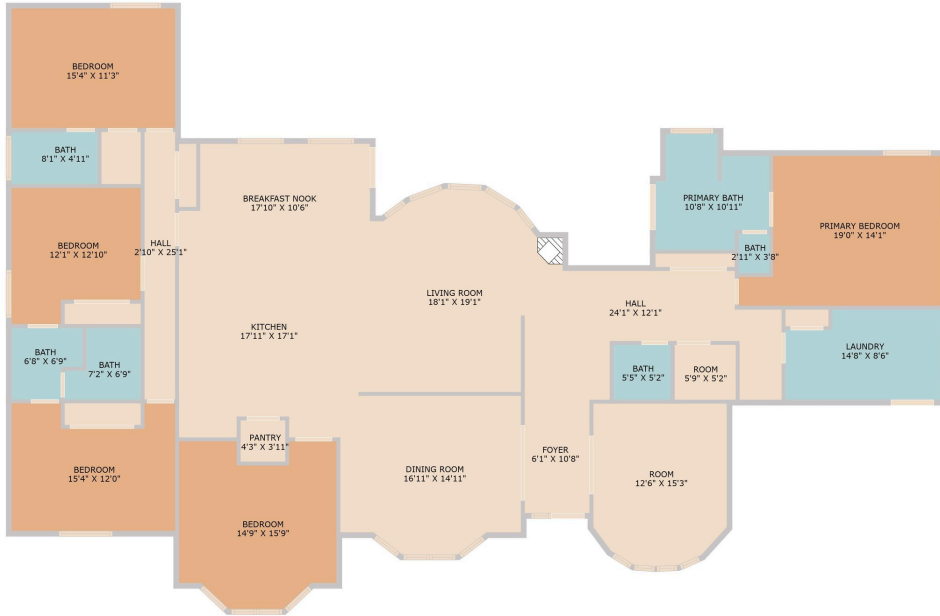 BEDROOM
15'4" X 11'3"
BATH
8'1" X 4'11"
BREAKFAST NOOK
17'10" X 10'6"
PRIMARY BATH
10'8" X 10'11"
PRIMARY BEDROOM
19'0" X 14'1"
BEDROOM
12'1" X 12'10"
HALL
2'10" X 25'1"
BATH
2'11" X 3'8"
LIVING ROOM
18'1" X 19'1"
HALL
24'1" X 12'1"
KITCHEN
17'11" X 17'1"
LAUNDRY
14'8" X 8'6"
BATH
6'8" X 6'9"
BATH
7'2" X 6'9"
BATH
5'5" X 5'2"
ROOM
5'9" X 5'2"
PANTRY
4'3" X 3'11"
BEDROOM
15'4" X 12'0"
DINING ROOM
16'11" X 14'11"
FOYER
6'1" X 10'8"
ROOM
12'6" X 15'3"
BEDROOM
14'9" X 15'9"